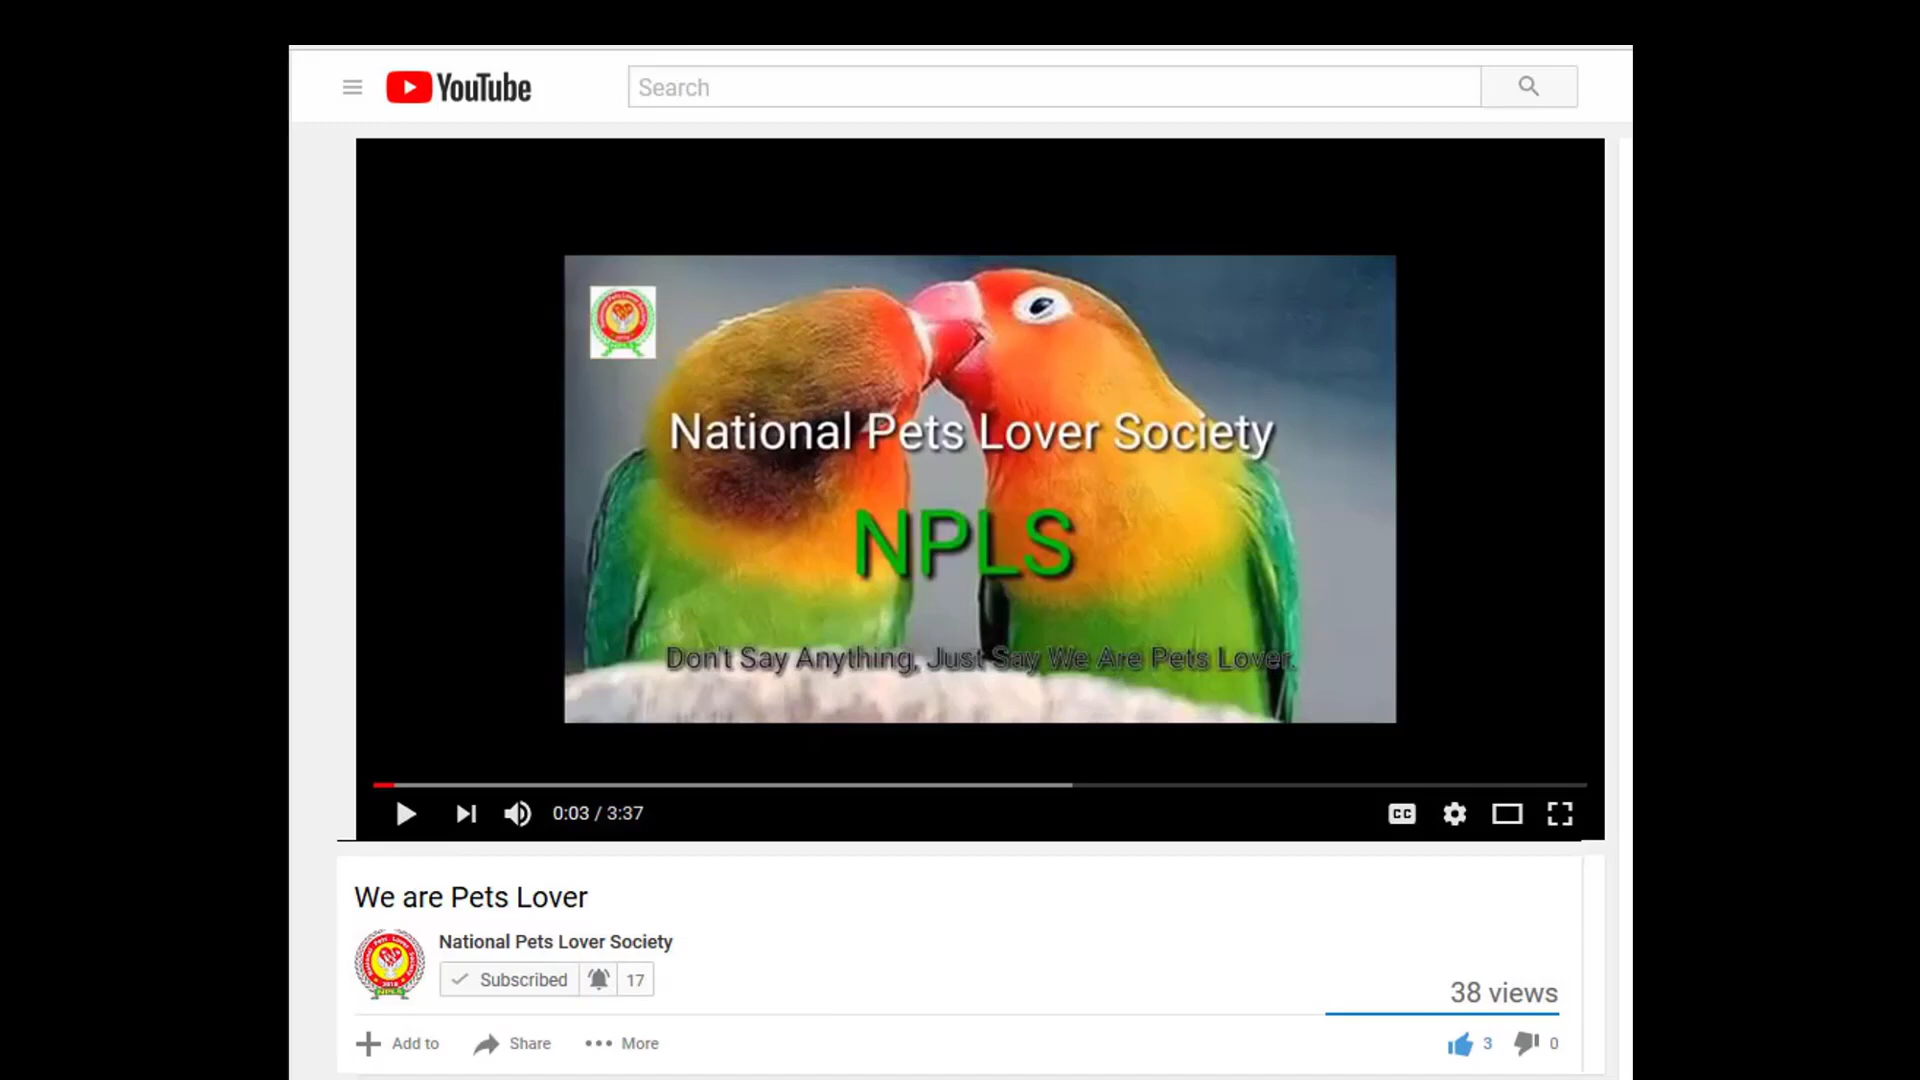 YouTube
Search
National Pets Lover Society
NPLS
Don't Say Anything, Just Say We Are Pets Lover.
0:03 / 3:37
CC
We are Pets Lover
National Pets Lover Society
Subscribed 17
38 views
Add to Share More
3 0